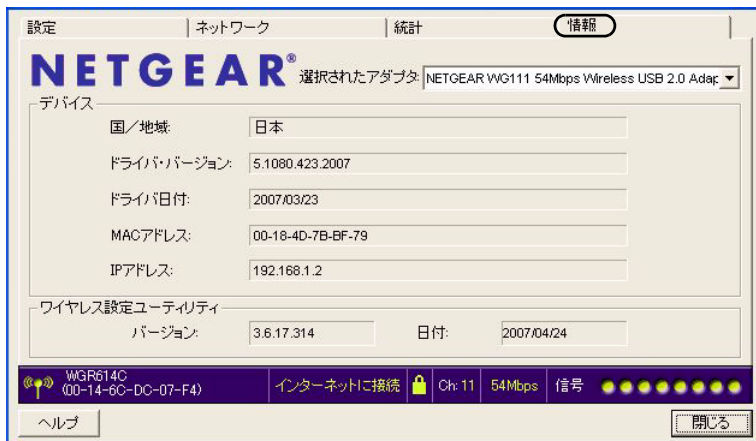 設定 ネットワーク 統計 情報
NETGEAR® 選択されたアダプタ: NETGEAR WG111 54Mbps Wireless USB 2.0 Adap
デバイス
国／地域: 日本
ドライバ・バージョン: 5.1080.423.2007
ドライバ日付: 2007/03/23
MACアドレス: 00-18-4D-7B-BF-79
IPアドレス: 192.168.1.2
ワイヤレス設定ユーティリティ
バージョン: 3.6.17.314 日付: 2007/04/24
WGR614C
(00-14-6C-DC-07-F4) インターネットに接続 Ch: 11 54Mbps 信号
ヘルプ 閉じる